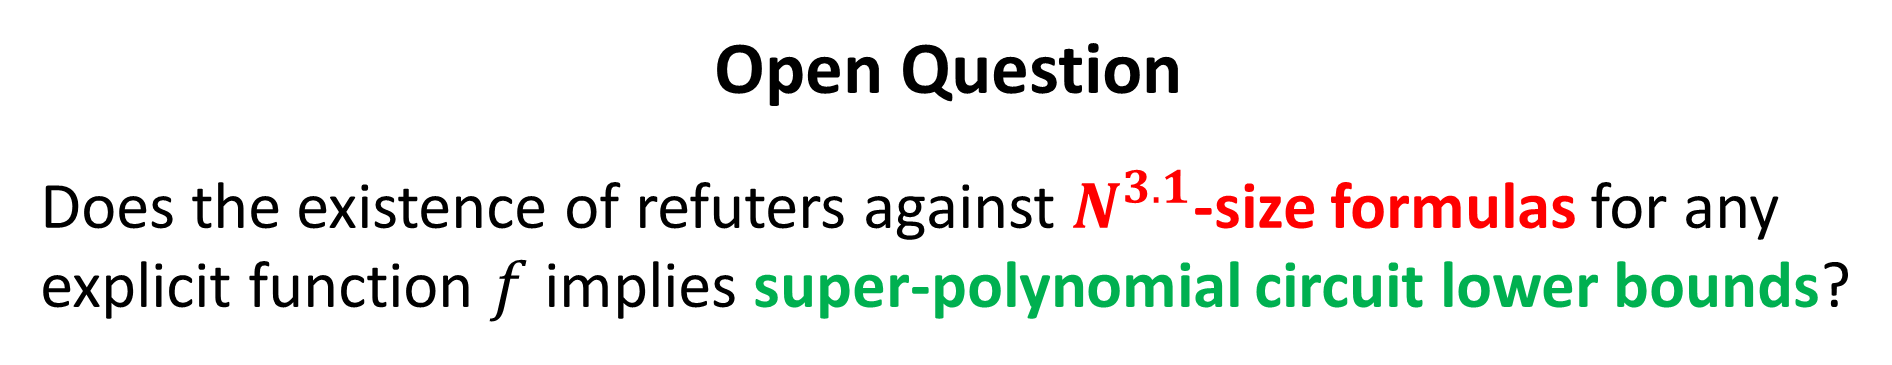 Open Question
Does the existence of refuters against N^3.1-size formulas for any
explicit function f implies super-polynomial circuit lower bounds?